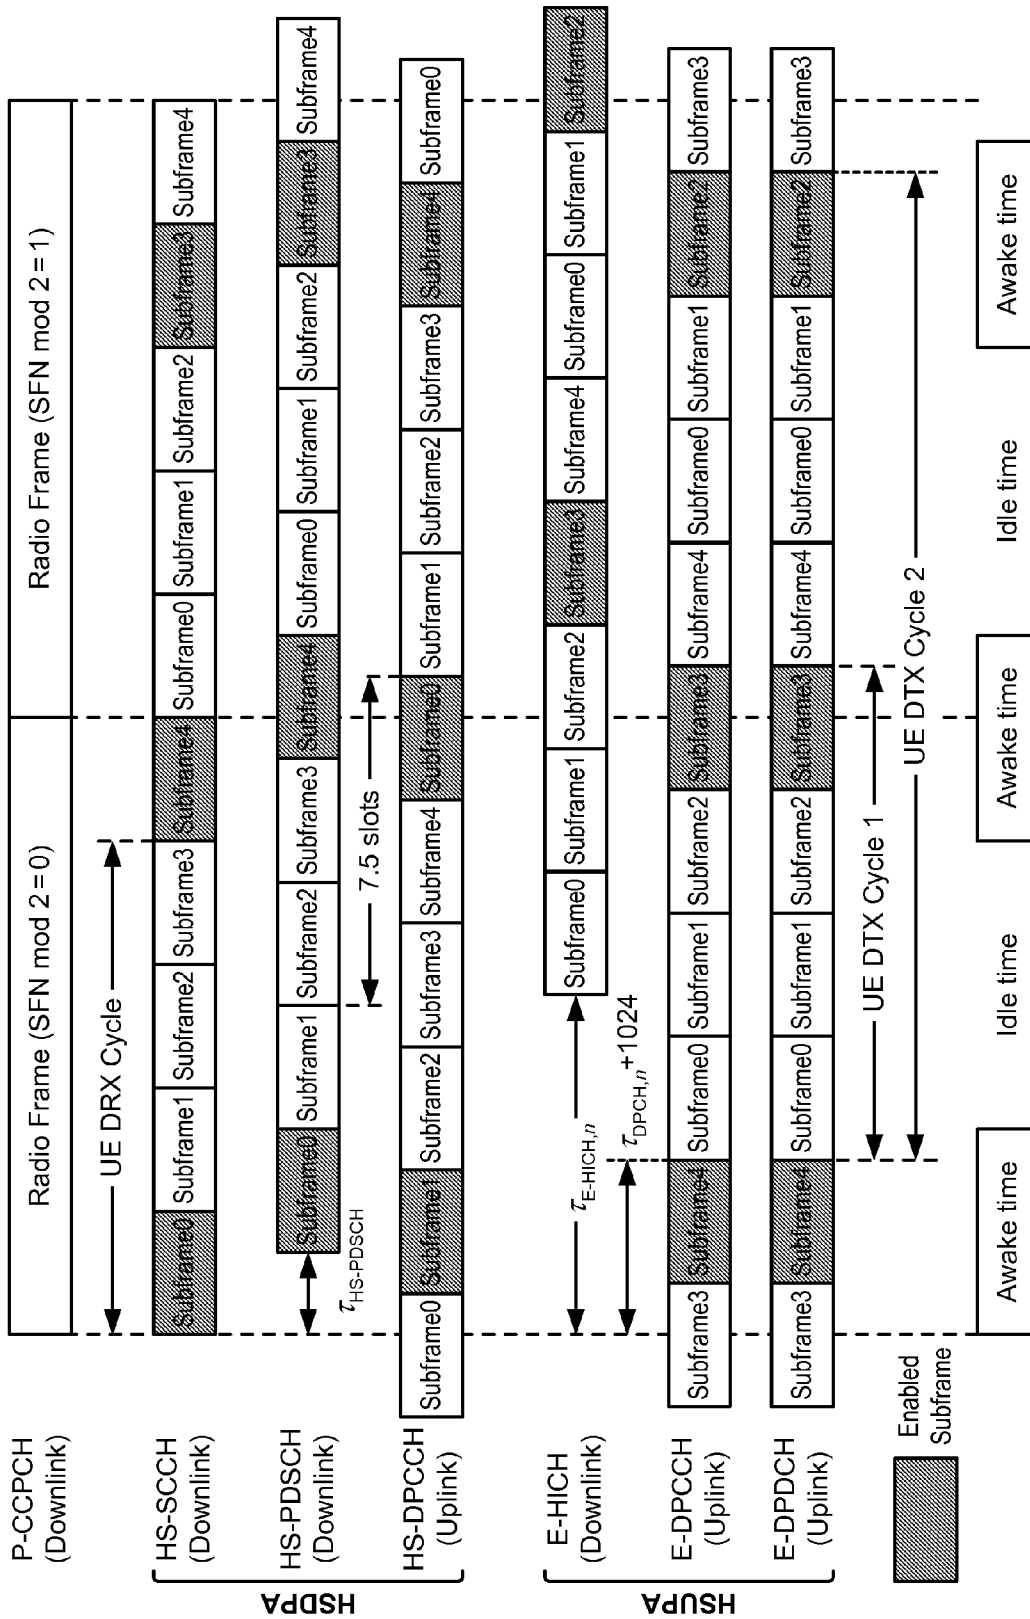 P-CCPCH
(Downlink)
Radio Frame (SFN mod 2 = 0)
Radio Frame (SFN mod 2 = 1)
UE DRX Cycle
HSDPA
HS-SCCH
(Downlink)
Subframe0 Subframe1 Subframe2 Subframe3 Subframe4 Subframe0 Subframe1 Subframe2 Subframe3 Subframe4
HS-PDSCH
(Downlink)
Subframe0 Subframe1 Subframe2 Subframe3 Subframe4 Subframe0 Subframe1 Subframe2 Subframe3 Subframe4
τHS-PDSCH
7.5 slots
HS-DPCCH
(Uplink)
Subframe0 Subframe1 Subframe2 Subframe3 Subframe4 Subframe0 Subframe1 Subframe2 Subframe3 Subframe4 Subframe0
HSUPA
E-HICH
(Downlink)
τE-HICH,n
Subframe0 Subframe1 Subframe2 Subframe3 Subframe4 Subframe0 Subframe1 Subframe2
τDPCH,n+1024
E-DPCCH
(Uplink)
Subframe3 Subframe4 Subframe0 Subframe1 Subframe2 Subframe3 Subframe4 Subframe0 Subframe1 Subframe2 Subframe3
E-DPDCH
(Uplink)
Subframe3 Subframe4 Subframe0 Subframe1 Subframe2 Subframe3 Subframe4 Subframe0 Subframe1 Subframe2 Subframe3
UE DTX Cycle 1
UE DTX Cycle 2
Enabled
Subframe
Awake time
Idle time
Awake time
Idle time
Awake time